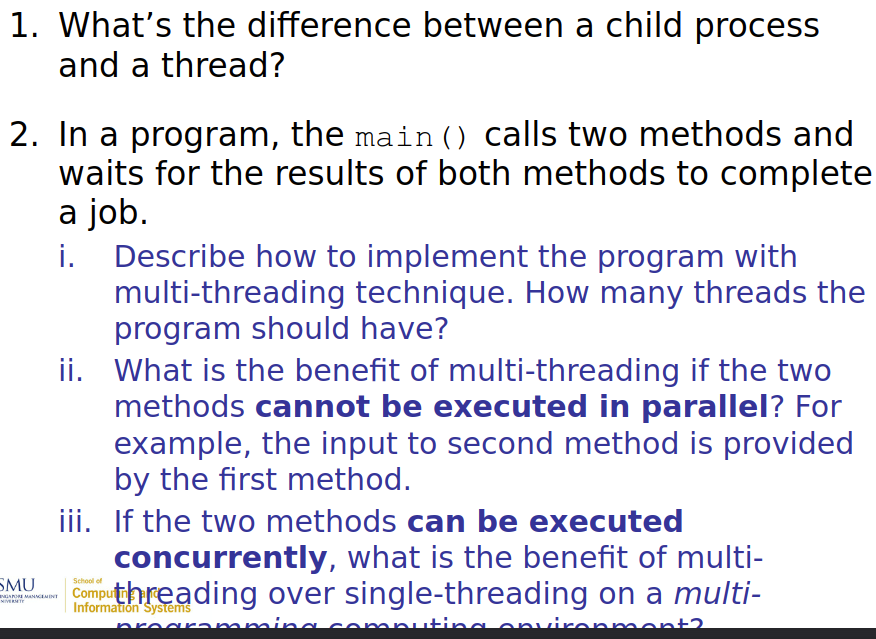 1. What’s the difference between a child process
and a thread?
2. In a program, the main() calls two methods and
waits for the results of both methods to complete
a job.
i. Describe how to implement the program with
multi-threading technique. How many threads the
program should have?
ii. What is the benefit of multi-threading if the two
methods cannot be executed in parallel? For
example, the input to second method is provided
by the first method.
iii. If the two methods can be executed
concurrently, what is the benefit of multi-
threading over single-threading on a multi-
programming computing environment?
SMU
SINGAPORE MANAGEMENT
UNIVERSITY
School of
Computing and
Information Systems